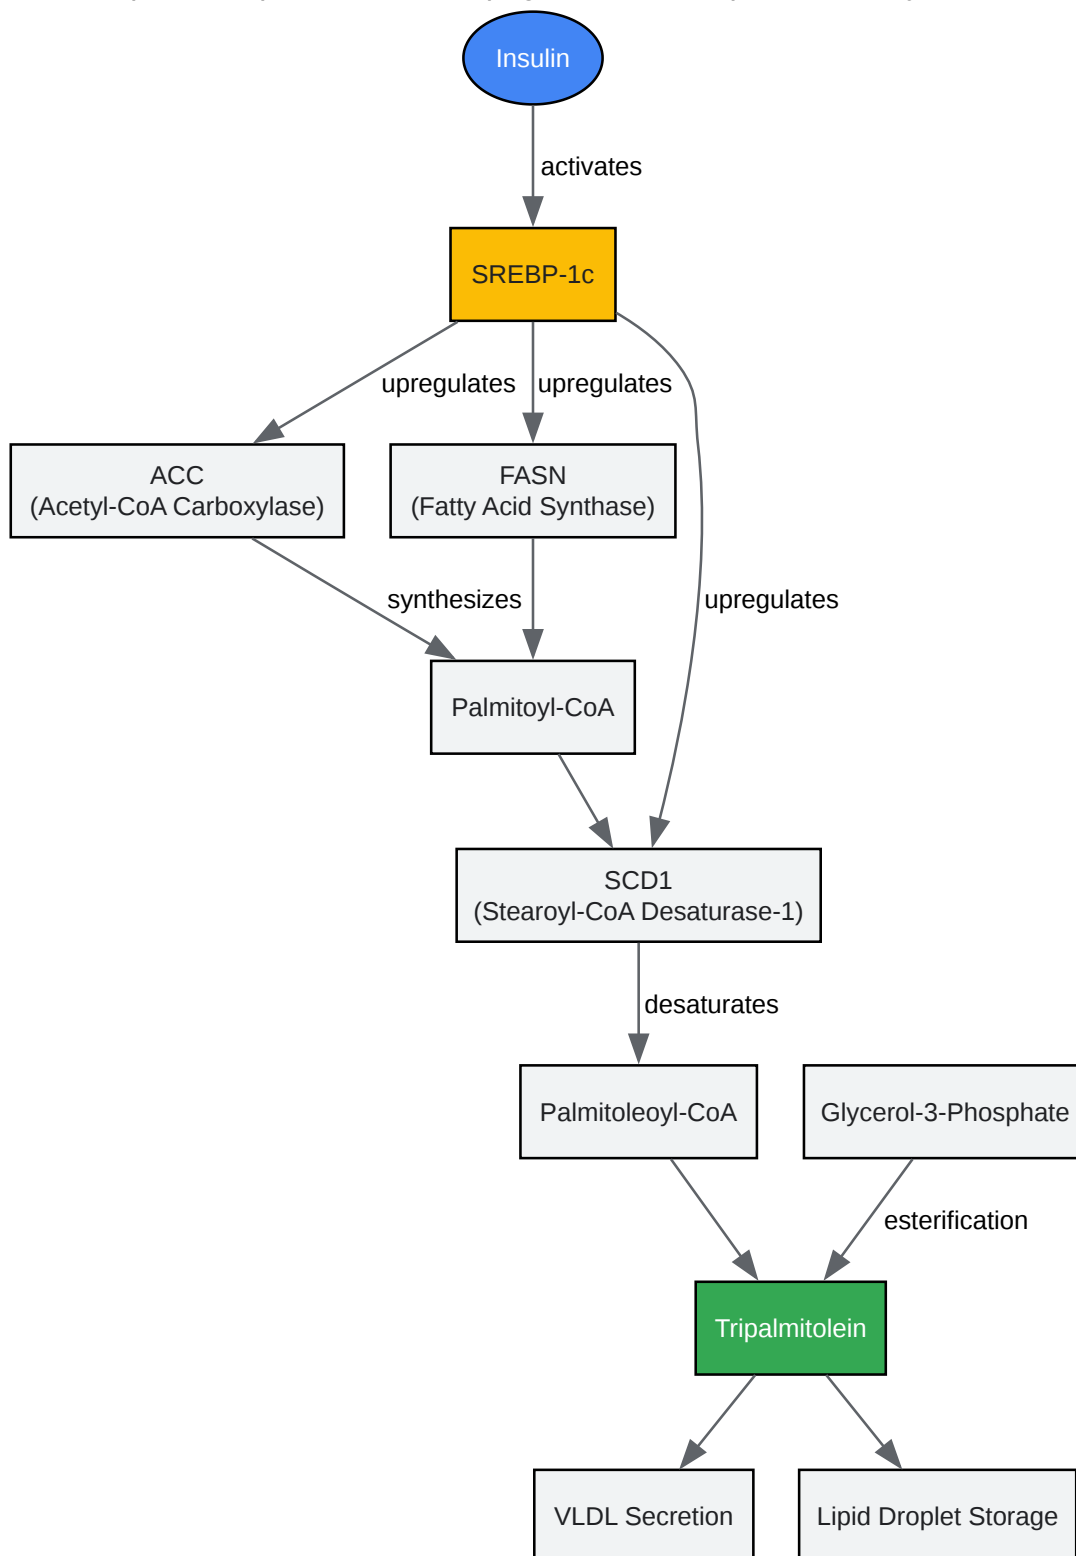 Insulin
activates
SREBP-1c
upregulates
upregulates
ACC
(Acetyl-CoA Carboxylase)
FASN
(Fatty Acid Synthase)
synthesizes
upregulates
Palmitoyl-CoA
SCD1
(Stearoyl-CoA Desaturase-1)
desaturates
Palmitoleoyl-CoA
Glycerol-3-Phosphate
esterification
Tripalmitolein
VLDL Secretion
Lipid Droplet Storage